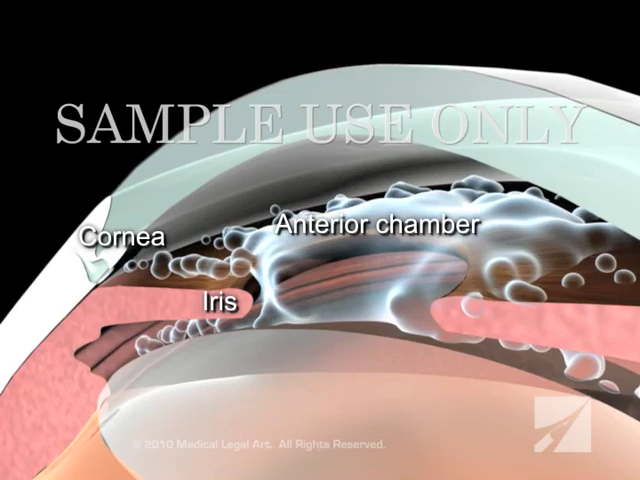 SAMPLE USE ONLY
Anterior chamber
Cornea
Iris
© 2010 Medical Legal Art. All Rights Reserved.